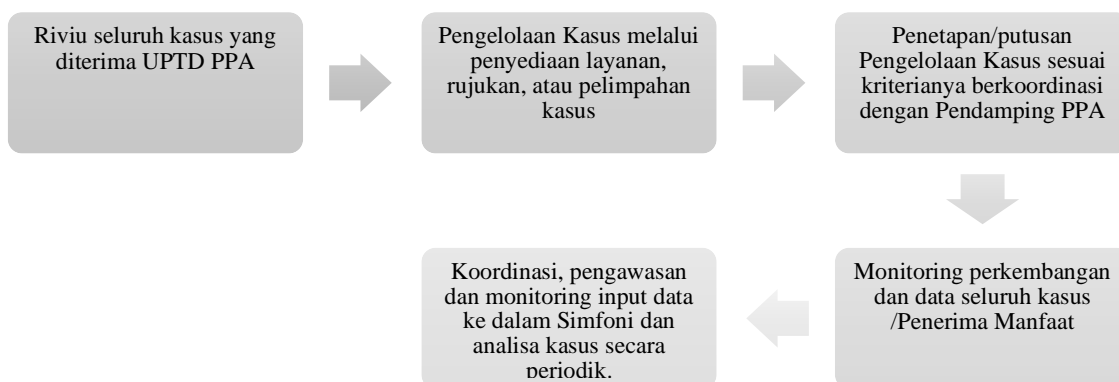 Riviu seluruh kasus yang
diterima UPTD PPA
Pengelolaan Kasus melalui
penyediaan layanan,
rujukan, atau pelimpahan
kasus
Penetapan/putusan
Pengelolaan Kasus sesuai
kriterianya berkoordinasi
dengan Pendamping PPA
Monitoring perkembangan
dan data seluruh kasus
/Penerima Manfaat
Koordinasi, pengawasan
dan monitoring input data
ke dalam Simfoni dan
analisa kasus secara
periodik.